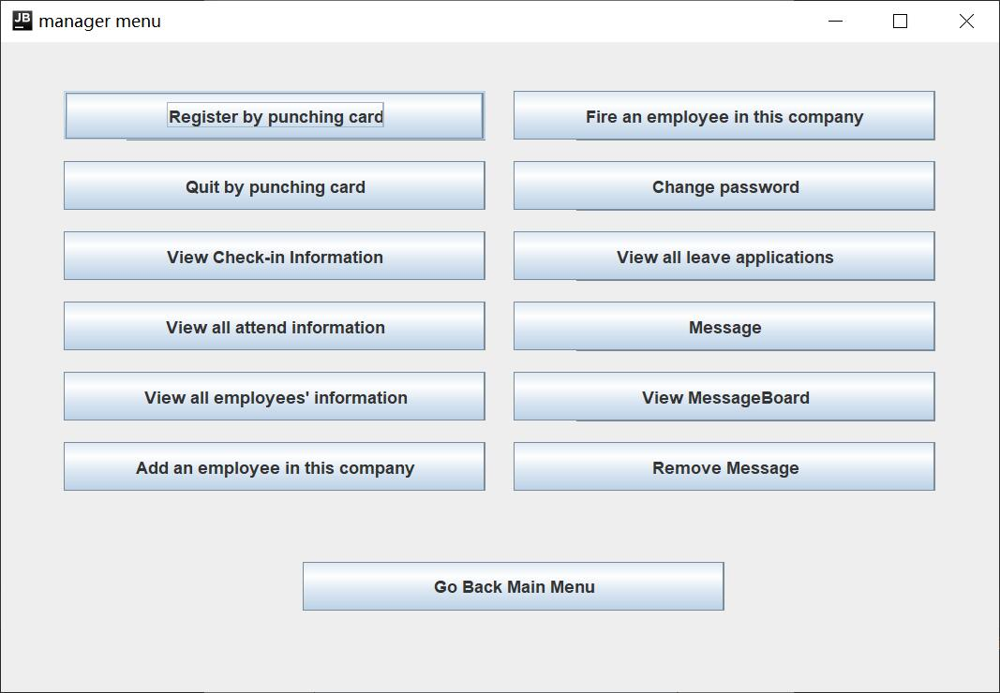 JB manager menu
Register by punching card
Fire an employee in this company
Quit by punching card
Change password
View Check-in Information
View all leave applications
View all attend information
Message
View all employees' information
View MessageBoard
Add an employee in this company
Remove Message
Go Back Main Menu